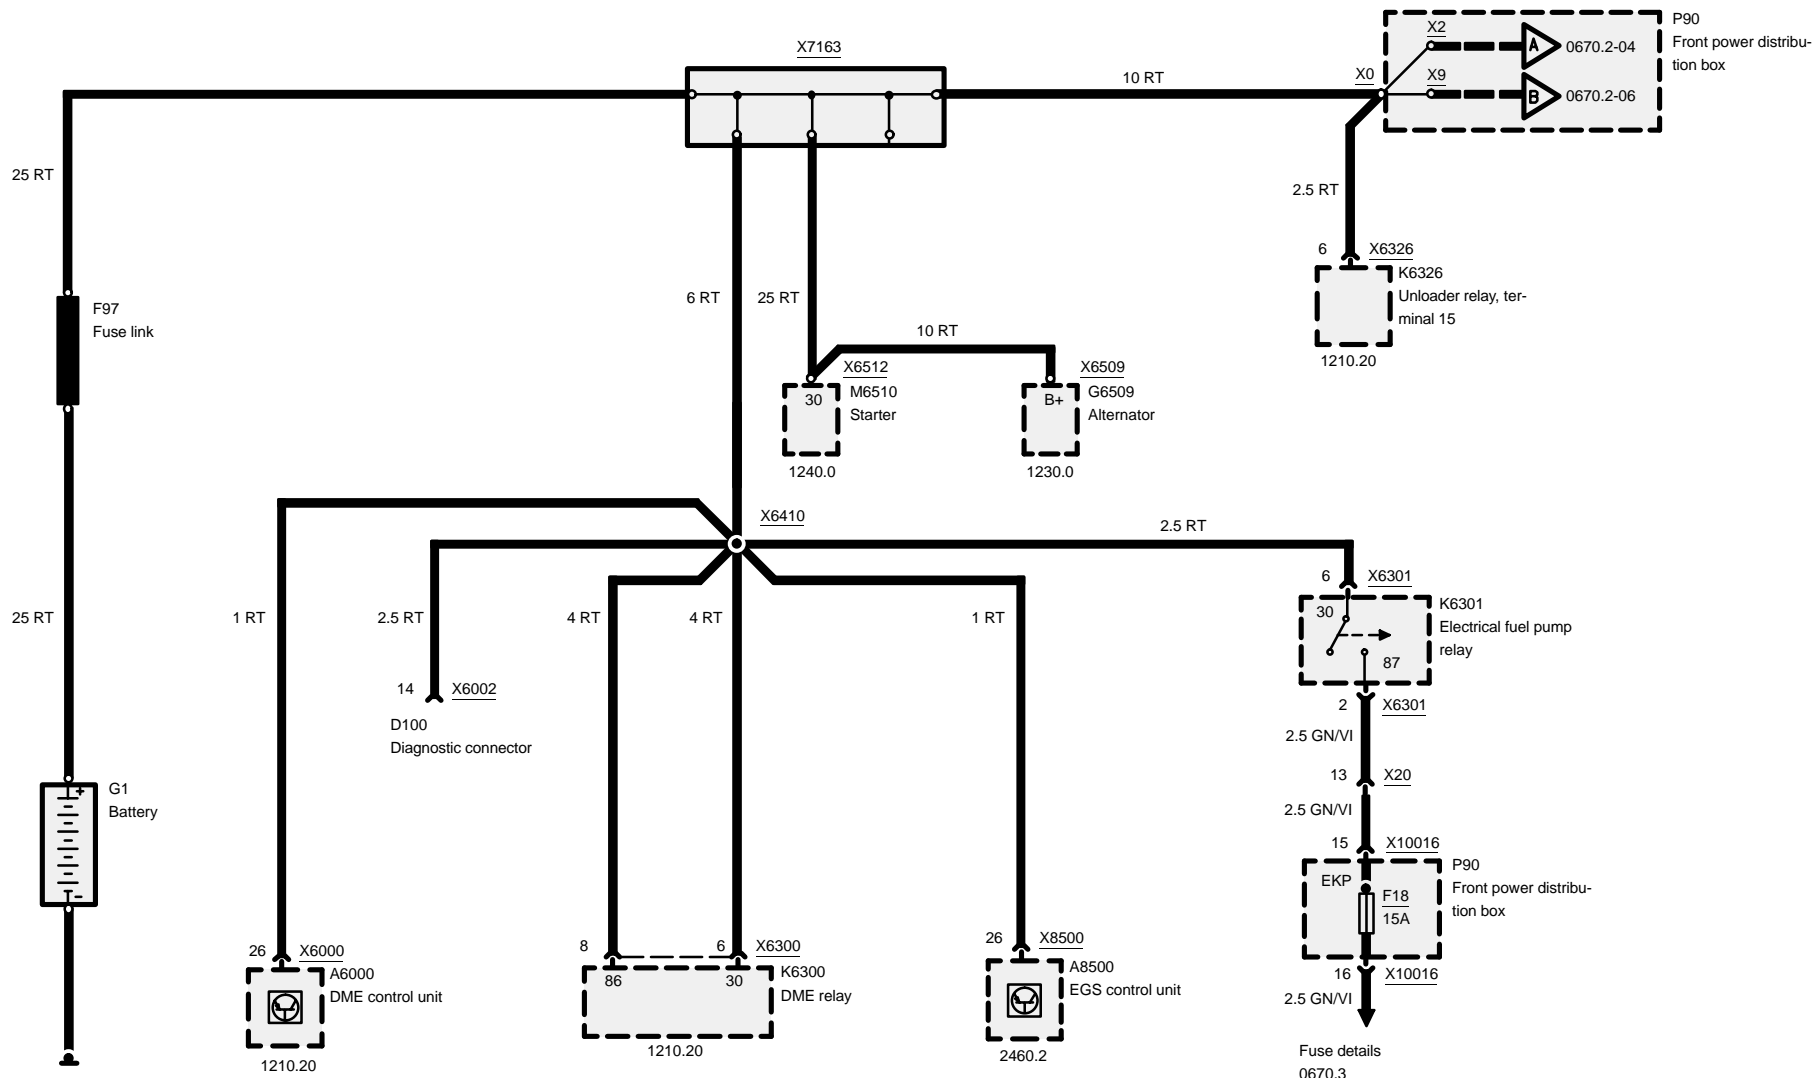 P90
X2
X7163
Front power distribu-
A
0670.2-04
tion box
X0
X9
10 RT
B
0670.2-06
25 RT
2.5 RT
6
X6326
K6326
Unloader relay, ter-
minal 15
1210.20
F97
Fuse link
6 RT
25 RT
10 RT
X6512
X6509
30
M6510
Starter
1240.0
B+
G6509
Alternator
1230.0
X6410
2.5 RT
6
X6301
30
K6301
Electrical fuel pump
relay
87
25 RT
1 RT
2.5 RT
4 RT
4 RT
1 RT
14
X6002
D100
Diagnostic connector
2
X6301
2.5 GN/VI
13
X20
2.5 GN/VI
+
G1
Battery
-
15
X10016
P90
Front power distribu-
tion box
EKP
F18
15A
26
X6000
A6000
DME control unit
1210.20
8
6
X6300
86
30
K6300
DME relay
1210.20
26
X8500
A8500
EGS control unit
2460.2
16
X10016
2.5 GN/VI
Fuse details
0670.3